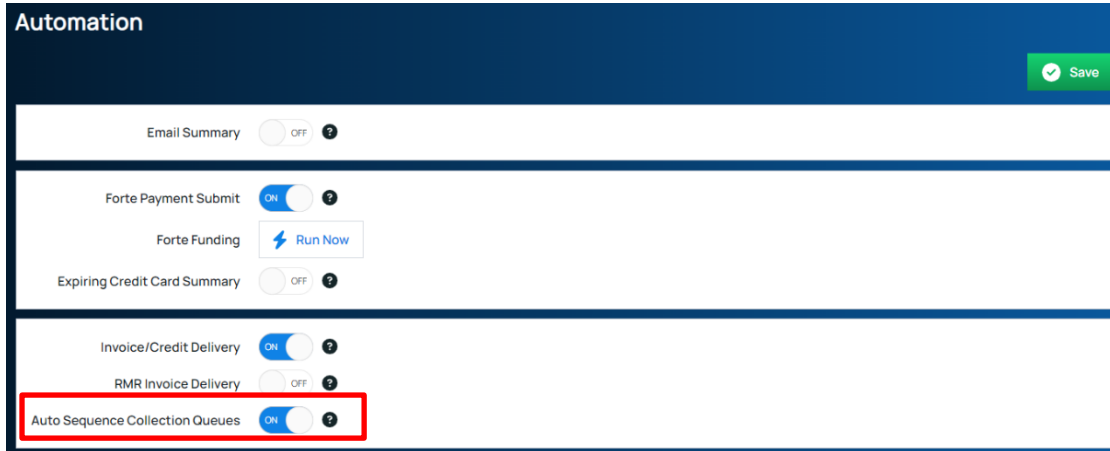 Automation
Save
Email Summary OFF ?
Forte Payment Submit ON ?
Forte Funding Run Now
Expiring Credit Card Summary OFF ?
Invoice/Credit Delivery ON ?
RMR Invoice Delivery OFF ?
Auto Sequence Collection Queues ON ?